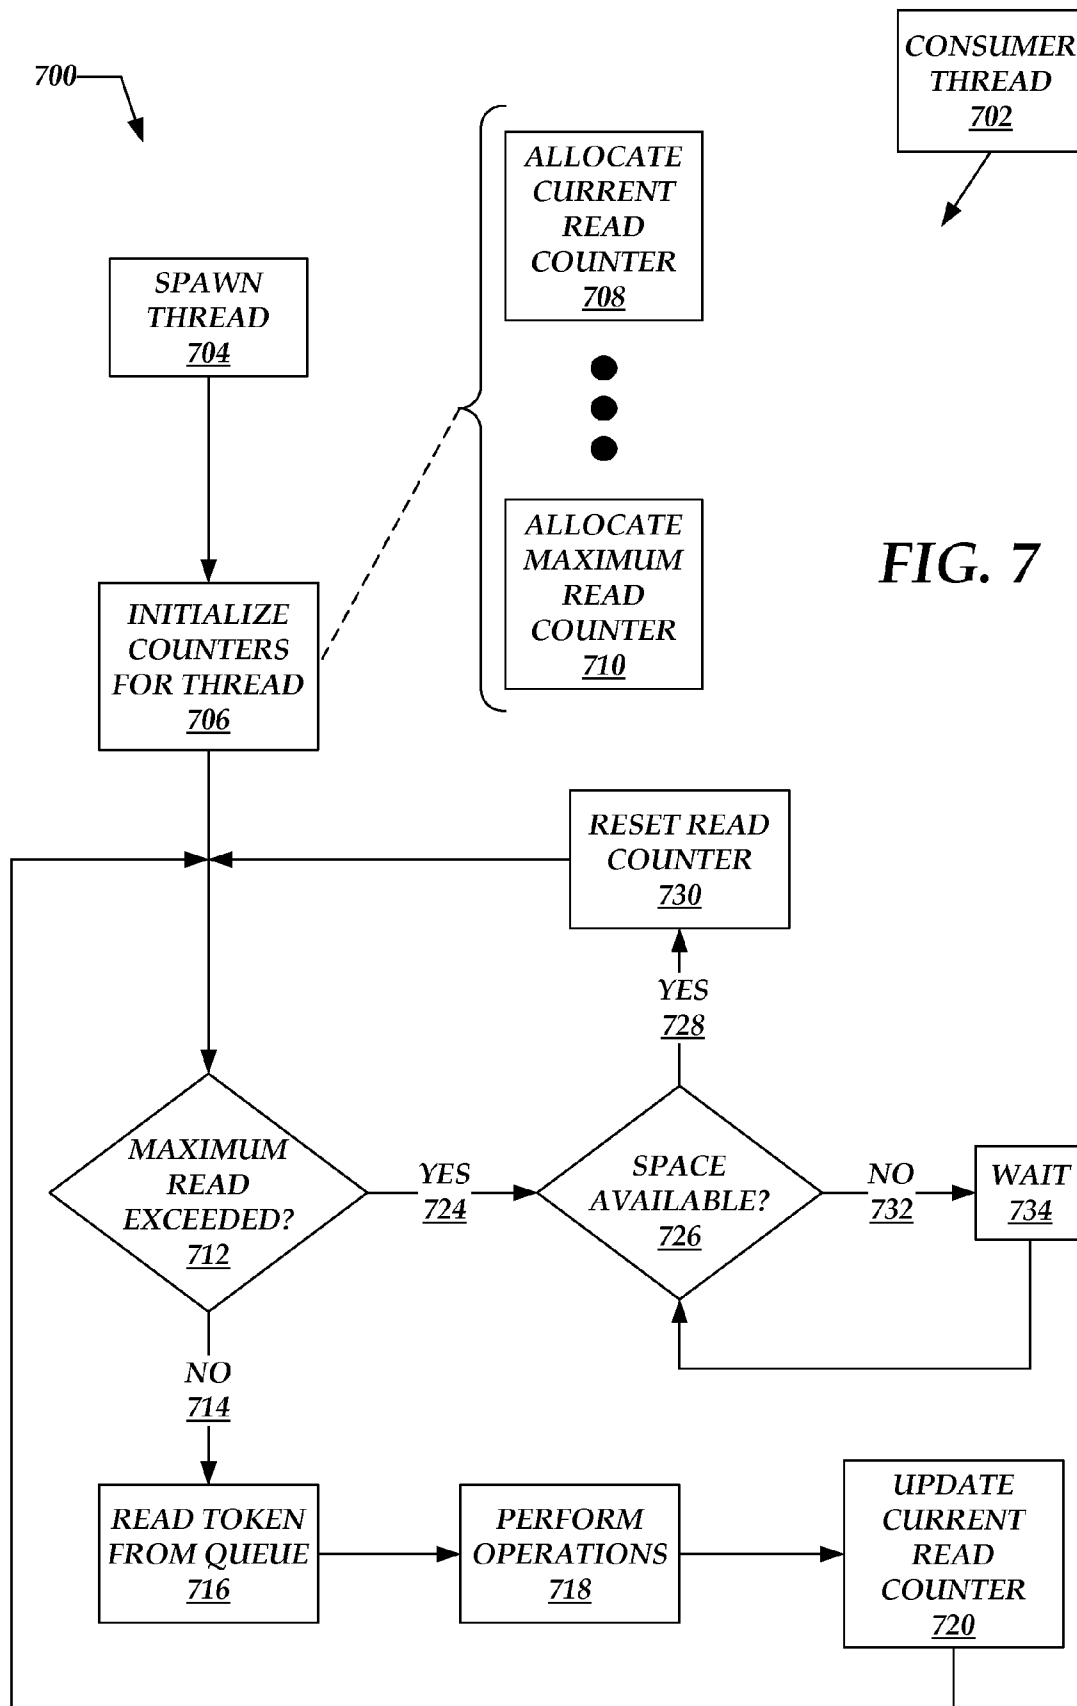 700
CONSUMER
THREAD
702
ALLOCATE
CURRENT
READ
COUNTER
708
SPAWN
THREAD
704
ALLOCATE
MAXIMUM
READ
COUNTER
710
FIG. 7
INITIALIZE
COUNTERS
FOR THREAD
706
RESET READ
COUNTER
730
YES
728
MAXIMUM
READ
EXCEEDED?
712
YES
724
SPACE
AVAILABLE?
726
NO
732
WAIT
734
NO
714
READ TOKEN
FROM QUEUE
716
PERFORM
OPERATIONS
718
UPDATE
CURRENT
READ
COUNTER
720